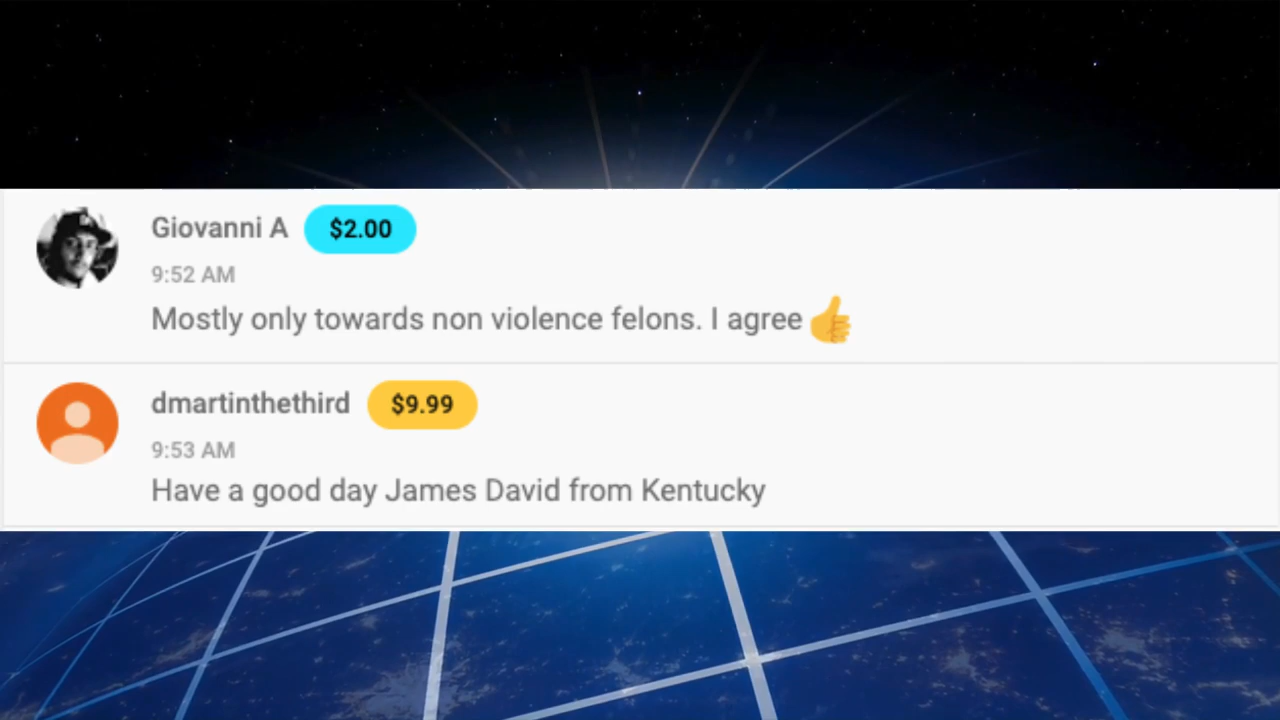 Giovanni A $2.00
9:52 AM
Mostly only towards non violence felons. I agree 👍
dmartinthethird $9.99
9:53 AM
Have a good day James David from Kentucky